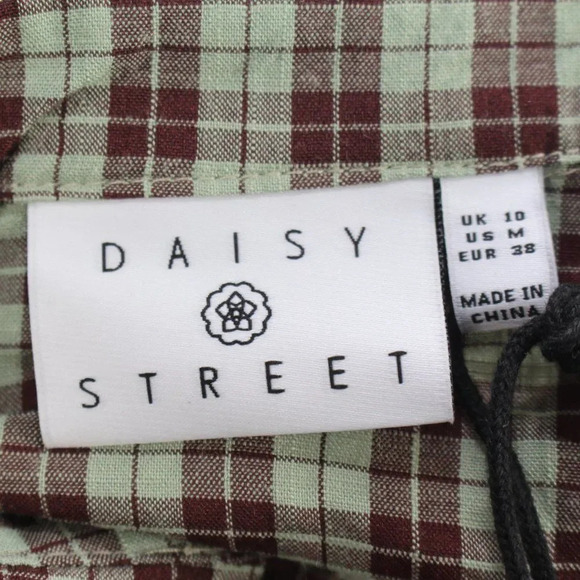 DAISY
STREET
UK 10
US M
EUR 38
MADE IN
CHINA